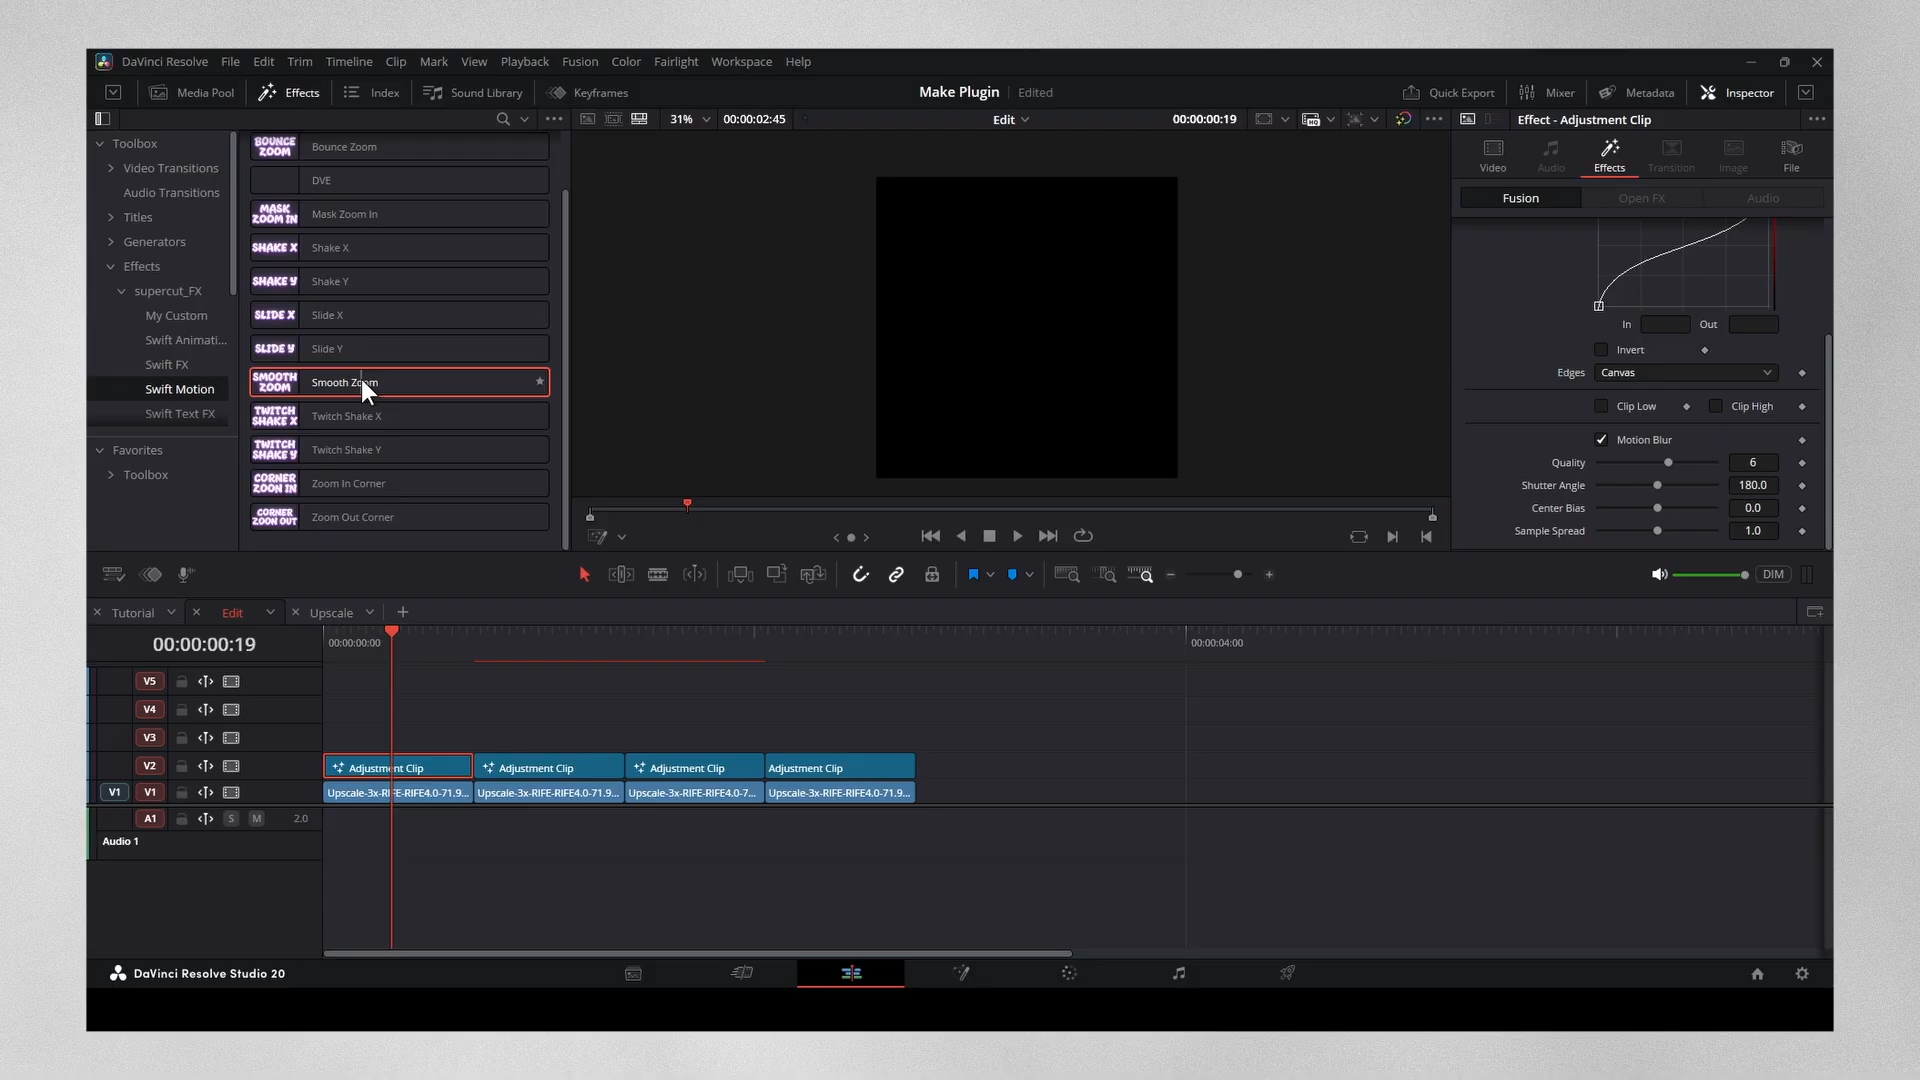 DaVinci Resolve File Edit Trim Timeline Clip Mark View Playback Fusion Color Fairlight Workspace Help
Media Pool Effects Index Sound Library Keyframes Make Plugin Edited Quick Export Mixer Metadata Inspector
31% 00:00:02:45 Edit 00:00:00:19 Effect - Adjustment Clip
Toolbox
Video Transitions
Audio Transitions
Titles
Generators
Effects
supercut_FX
My Custom
Swift Animati...
Swift FX
Swift Motion
Swift Text FX
Favorites
Toolbox
BOUNCE ZOOM Bounce Zoom
DVE
MASK ZOOM IN Mask Zoom In
SHAKE X Shake X
SHAKE Y Shake Y
SLIDE X Slide X
SLIDE Y Slide Y
SMOOTH ZOOM Smooth Zoom
TWITCH SHAKE X Twitch Shake X
TWITCH SHAKE Y Twitch Shake Y
CORNER ZOON IN Zoom In Corner
CORNER ZOON OUT Zoom Out Corner
Video Audio Effects Transition Image File
Fusion Open FX Audio
In Out
Invert
Edges Canvas
Clip Low Clip High
Motion Blur
Quality 6
Shutter Angle 180.0
Center Bias 0.0
Sample Spread 1.0
DIM
Tutorial Edit Upscale
00:00:00:19 00:00:00:00 00:00:04:00
V5
V4
V3
V2 Adjustment Clip Adjustment Clip Adjustment Clip Adjustment Clip
V1 V1 Upscale-3x-RIFE-RIFE4.0-71.9... Upscale-3x-RIFE-RIFE4.0-71.9... Upscale-3x-RIFE-RIFE4.0-7... Upscale-3x-RIFE-RIFE4.0-71.9...
A1 S M 2.0
Audio 1
DaVinci Resolve Studio 20